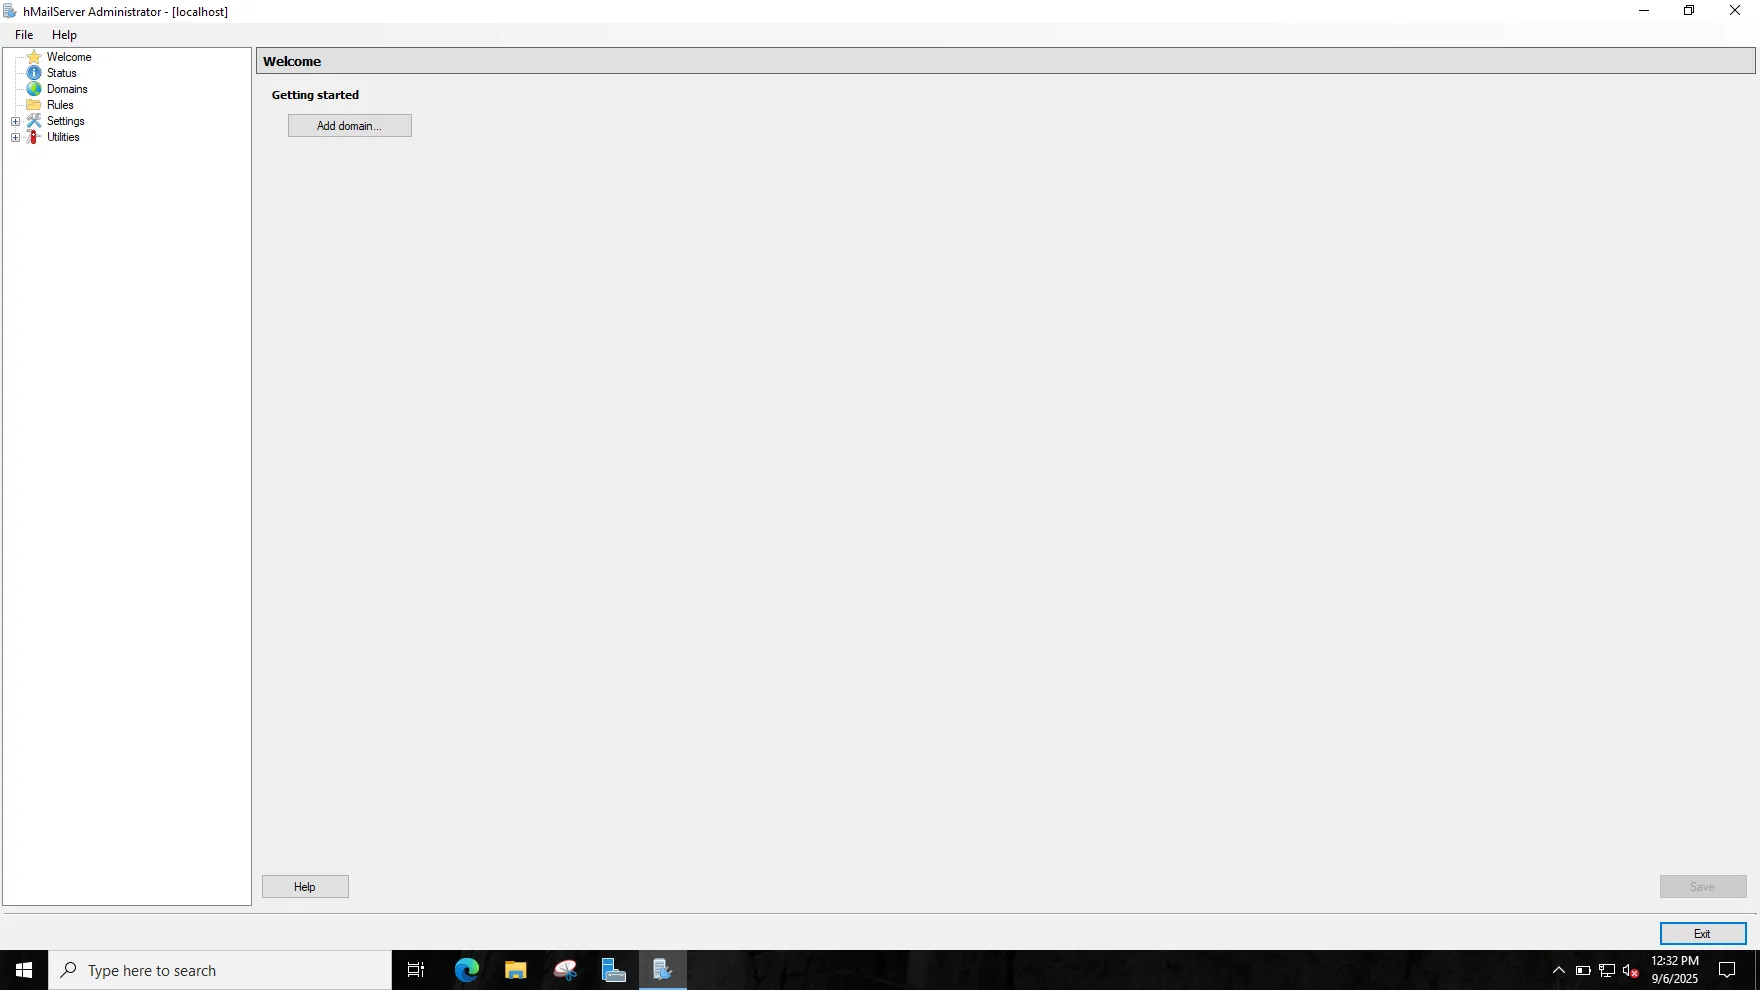 hMailServer Administrator - [localhost]
File Help
Welcome
Status
Domains
Rules
Settings
Utilities
Welcome
Getting started
Add domain...
Help
Save
Exit
Type here to search
12:32 PM
9/6/2025